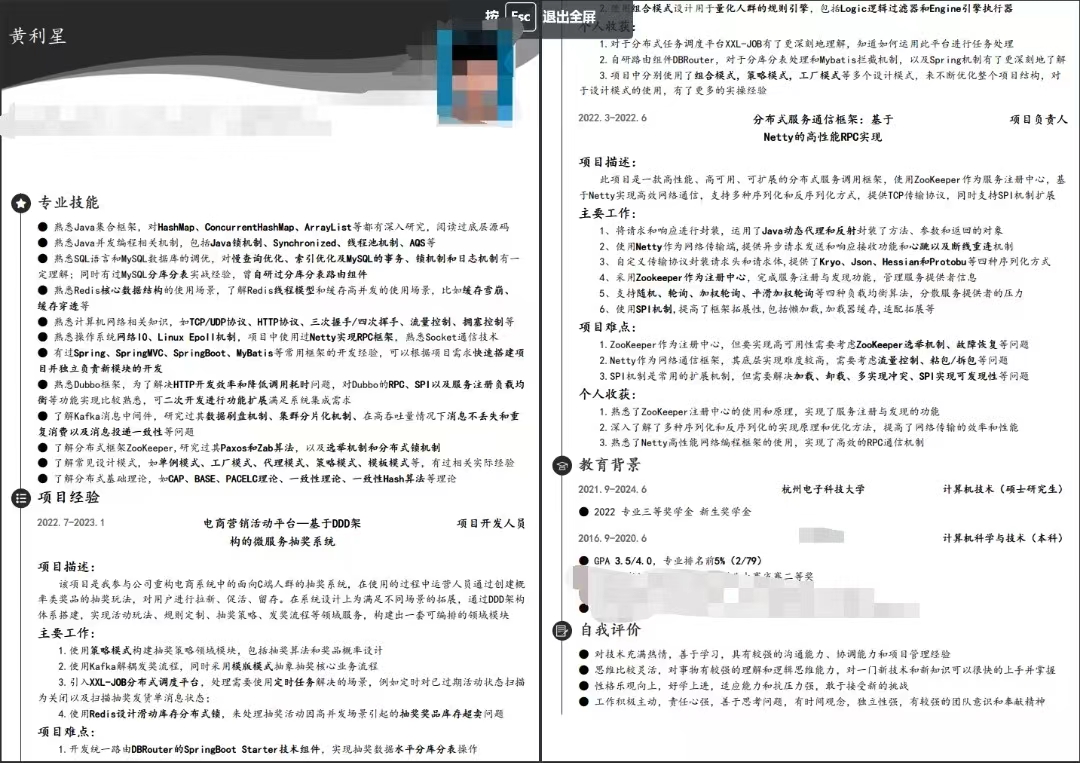 黄利星
专业技能
熟悉Java集合框架，对HashMap、ConcurrentHashMap、ArrayList等都有深入研究，阅读过底层源码
熟悉Java并发编程相关机制，包括Java锁机制、Synchronized、线程池机制、AQS等
熟悉SQL语言和MySQL数据库的调优，对慢查询优化、索引优化及MySQL的事务、锁机制和日志机制有一
定理解；同时有过MySQL分库分表实战经验，曾自研过分库分表路由组件
熟悉Redis核心数据结构的使用场景，了解Redis线程模型和缓存高并发的使用场景，比如缓存雪崩、
缓存穿透等
熟悉计算机网络相关知识，如TCP/UDP协议、HTTP协议、三次握手/四次挥手、流量控制、拥塞控制等
熟悉操作系统网络IO、Linux Epoll机制，项目中使用过Netty实现RPC框架，熟悉Socket通信技术
有过Spring、SpringMVC、SpringBoot、MyBatis等常用框架的开发经验，可以根据项目需求快速搭建项
目并独立负责新模块的开发
熟悉Dubbo框架，为了解决HTTP开发效率和降低调用耗时问题，对Dubbo的RPC、SPI以及服务注册负载均
衡等功能实现比较熟悉，可二次开发进行功能扩展满足系统集成需求
了解Kafka消息中间件，研究过其数据刷盘机制、集群分片化机制、在高吞吐量情况下消息不丢失和重
复消费以及消息投递一致性等问题
了解分布式框架ZooKeeper,研究过其Paxos和Zab算法，以及选举机制和分布式锁机制
了解常见设计模式，如单例模式、工厂模式、代理模式、策略模式、模板模式等，有过相关实际经验
了解分布式基础理论，如CAP、BASE、PACELC理论、一致性理论、一致性Hash算法等理论
项目经验
2022.7-2023.1 电商营销活动平台—基于DDD架 项目开发人员
构的微服务抽奖系统
项目描述：
该项目是我参与公司重构电商系统中的面向C端人群的抽奖系统，在使用的过程中运营人员通过创建概
率类奖品的抽奖玩法，对用户进行拉新、促活、留存。在系统设计上为满足不同场景的拓展，通过DDD架构
体系搭建，实现活动玩法、规则定制、抽奖策略、发奖流程等领域服务，构建出一套可编排的领域模块
主要工作：
1.使用策略模式构建抽奖策略领域模块，包括抽奖算法和奖品概率设计
2.使用Kafka解耦发奖流程，同时采用模版模式抽象抽奖核心业务流程
3.引入XXL-JOB分布式调度平台，处理需要使用定时任务解决的场景，例如定时对已过期活动状态扫描
为关闭以及扫描抽奖发货单消息状态；
4.使用Redis设计滑动库存分布式锁，来处理抽奖活动因高并发场景引起的抽奖奖品库存超卖问题
项目难点：
1.开发统一路由DBRouter的SpringBoot Starter技术组件，实现抽奖数据水平分库分表操作
按 Esc 退出全屏
使用组合模式设计用于量化人群的规则引擎，包括Logic逻辑过滤器和Engine引擎执行器
个人收获：
1.对于分布式任务调度平台XXL-JOB有了更深刻地理解，知道如何运用此平台进行任务处理
2.自研路由组件DBRouter，对于分库分表处理和Mybatis拦截机制，以及Spring机制有了更深刻地了解
3.项目中分别使用了组合模式，策略模式，工厂模式等多个设计模式，来不断优化整个项目结构，对
于设计模式的使用，有了更多的实操经验
2022.3-2022.6 分布式服务通信框架：基于 项目负责人
Netty的高性能RPC实现
项目描述：
此项目是一款高性能、高可用、可扩展的分布式服务调用框架，使用ZooKeeper作为服务注册中心，基
于Netty实现高效网络通信，支持多种序列化和反序列化方式，提供TCP传输协议，同时支持SPI机制扩展
主要工作：
1、将请求和响应进行封装，运用了Java动态代理和反射封装了方法、参数和返回的对象
2、使用Netty作为网络传输端,提供异步请求发送和响应接收功能和心跳以及断线重连机制
3、自定义传输协议封装请求头和请求体,提供了Kryo、Json、Hessian和Protobu等四种序列化方式
4、采用Zookeeper作为注册中心，完成服务注册与发现功能，管理服务提供者信息
5、支持随机、轮询、加权轮询、平滑加权轮询等四种负载均衡算法，分散服务提供者的压力
6、使用SPI机制,提高了框架拓展性,包括懒加载,加载器缓存,适配拓展等
项目难点：
1.ZooKeeper作为注册中心，但要实现高可用性需要考虑ZooKeeper选举机制、故障恢复等问题
2.Netty作为网络通信框架，其底层实现难度较高，需要考虑流量控制、粘包/拆包等问题
3.SPI机制是常用的扩展机制，但需要解决加载、卸载、多实现冲突、SPI实现可发现性等问题
个人收获：
1.熟悉了ZooKeeper注册中心的使用和原理，实现了服务注册与发现的功能
2.深入了解了多种序列化和反序列化的实现原理和优化方法，提高了网络传输的效率和性能
3.熟悉了Netty高性能网络编程框架的使用，实现了高效的RPC通信机制
教育背景
2021.9-2024.6 杭州电子科技大学 计算机技术（硕士研究生）
2022 专业三等奖学金 新生奖学金
2016.9-2020.6 计算机科学与技术（本科）
GPA 3.5/4.0，专业排名前5%（2/79）
二等奖
自我评价
对技术充满热情，善于学习，具有较强的沟通能力、协调能力和项目管理经验
思维比较灵活，对事物有较强的理解和逻辑思维能力，对一门新技术和新知识可以很快的上手并掌握
性格乐观向上，好学上进，适应能力和抗压力强，敢于接受新的挑战
工作积极主动，责任心强，善于思考问题，有时间观念，独立性强，有较强的团队意识和奉献精神